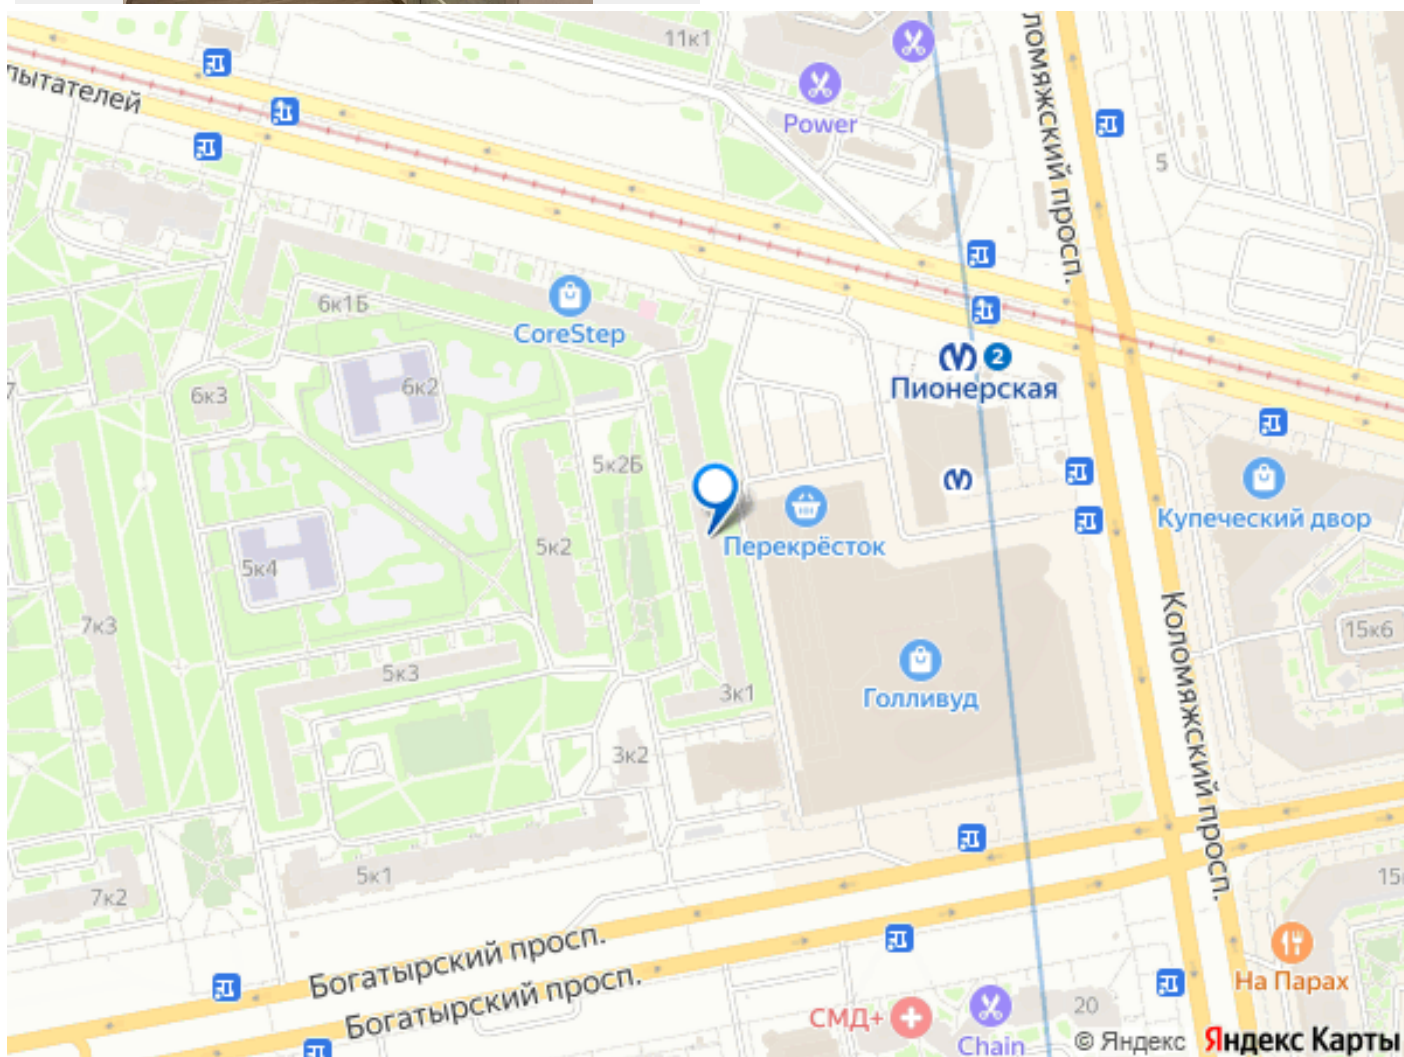 11к1
Power
ломяжский просп.
пытателей
5
6к1Б
CoreStep
2
Пионерская
6к3
6к2
5к2Б
Перекрёсток
Купеческий двор
5к2
5к4
7к3
15к6
5к3
3к1
Голливуд
Коломяжский просп.
3к2
5к1
7к2
15
Богатырский просп.
Богатырский просп.
На Парах
СМД+
20
Chain
© Яндекс Яндекс Карты